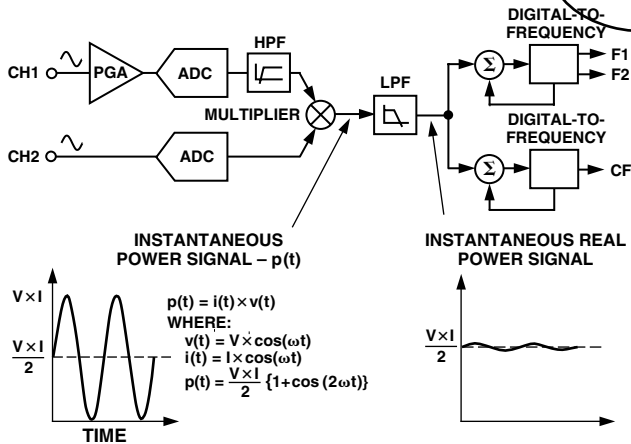 DIGITAL-TO-
FREQUENCY
F1
F2
HPF
CH1
PGA
ADC
LPF
Σ
MULTIPLIER
DIGITAL-TO-
FREQUENCY
CH2
ADC
Σ
CF
INSTANTANEOUS
POWER SIGNAL – p(t)
INSTANTANEOUS REAL
POWER SIGNAL
V × I
p(t) = i(t) × v(t)
WHERE:
v(t) = V × cos(ωt)
i(t) = I × cos(ωt)
p(t) = V × I / 2 {1+cos (2ωt)}
V × I
2
TIME
V × I
2